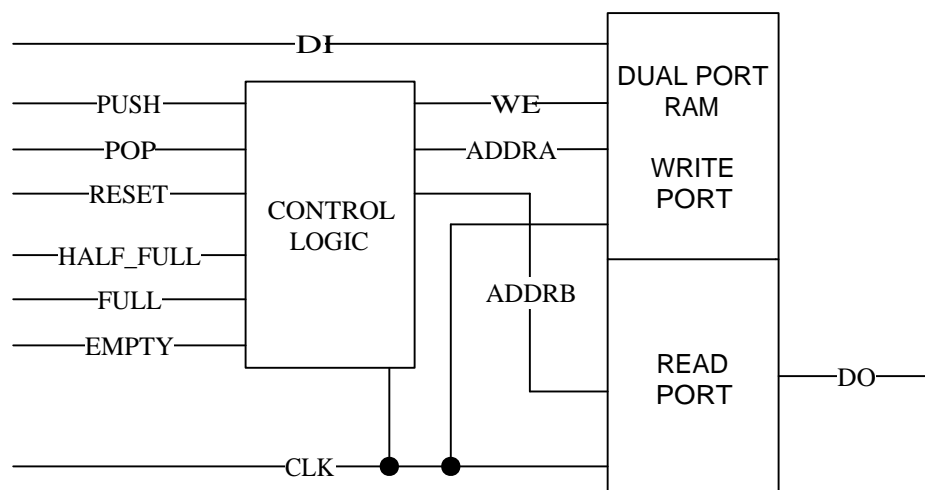 DI
PUSH
POP
RESET
HALF_FULL
FULL
EMPTY
CONTROL
LOGIC
WE
ADDRA
ADDRB
CLK
DUAL PORT
RAM
WRITE
PORT
READ
PORT
DO